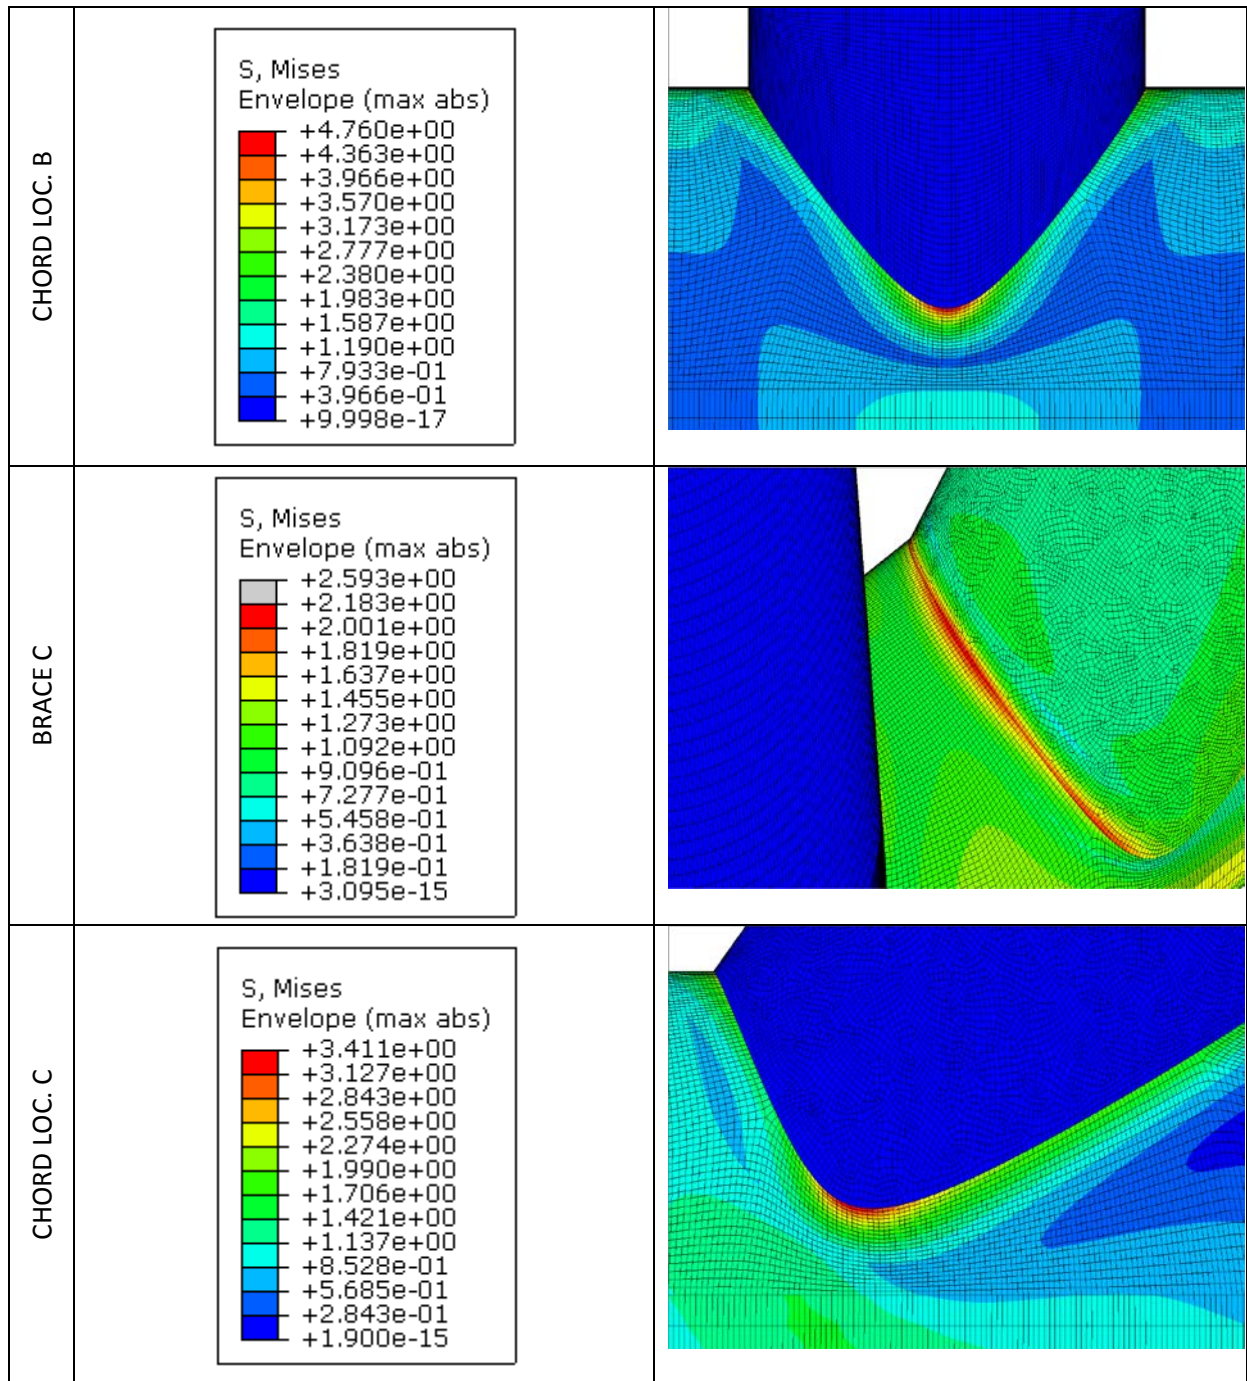 CHORD LOC. B
S, Mises
Envelope (max abs)
+4.760e+00
+4.363e+00
+3.966e+00
+3.570e+00
+3.173e+00
+2.777e+00
+2.380e+00
+1.983e+00
+1.587e+00
+1.190e+00
+7.933e-01
+3.966e-01
+9.998e-17
BRACE C
S, Mises
Envelope (max abs)
+2.593e+00
+2.183e+00
+2.001e+00
+1.819e+00
+1.637e+00
+1.455e+00
+1.273e+00
+1.092e+00
+9.096e-01
+7.277e-01
+5.458e-01
+3.638e-01
+1.819e-01
+3.095e-15
CHORD LOC. C
S, Mises
Envelope (max abs)
+3.411e+00
+3.127e+00
+2.843e+00
+2.558e+00
+2.274e+00
+1.990e+00
+1.706e+00
+1.421e+00
+1.137e+00
+8.528e-01
+5.685e-01
+2.843e-01
+1.900e-15